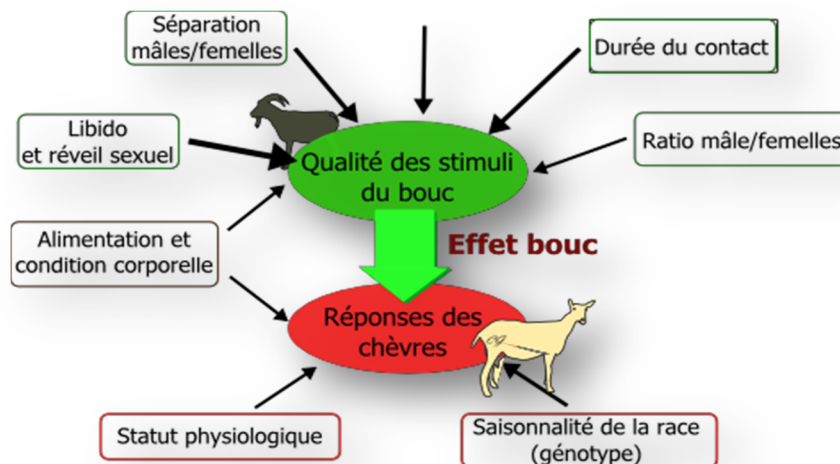 Séparation
mâles/femelles
Durée du contact
Libido
et réveil sexuel
Ratio mâle/femelles
Qualité des stimuli
du bouc
Alimentation et
condition corporelle
Effet bouc
Réponses des
chèvres
Statut physiologique
Saisonnalité de la race
(génotype)